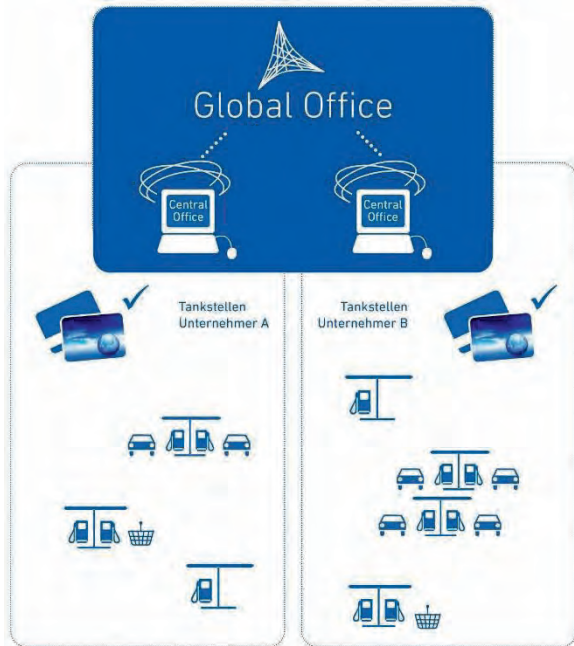 Global Office
Central
Office
Central
Office
Tankstellen
Unternehmer A
Tankstellen
Unternehmer B